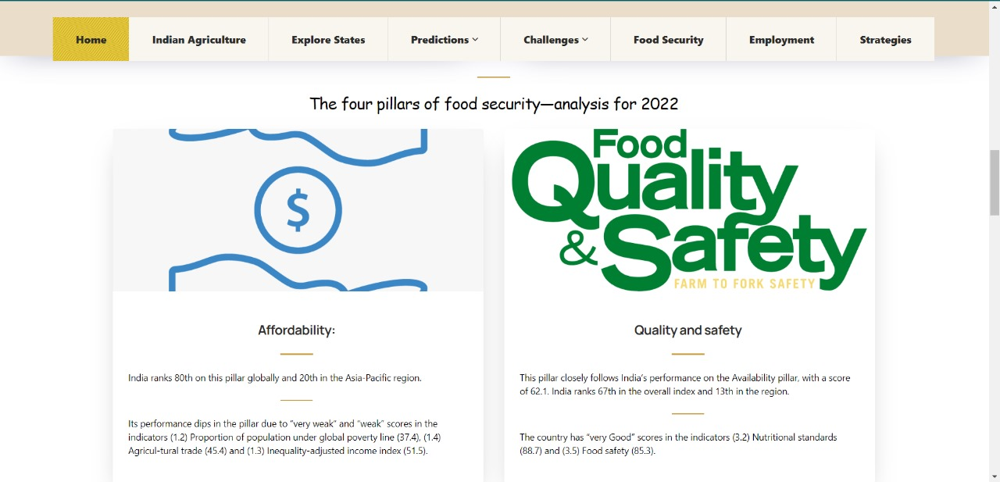 Home Indian Agriculture Explore States Predictions Challenges Food Security Employment Strategies
The four pillars of food security—analysis for 2022
$
Food
Quality
& Safety
FARM TO FORK SAFETY
Affordability:
India ranks 80th on this pillar globally and 20th in the Asia-Pacific region.
Its performance dips in the pillar due to “very weak” and “weak” scores in the
indicators (1.2) Proportion of population under global poverty line (37.4), (1.4)
Agricul-tural trade (45.4) and (1.3) Inequality-adjusted income index (51.5).
Quality and safety
This pillar closely follows India’s performance on the Availability pillar, with a score
of 62.1. India ranks 67th in the overall index and 13th in the region.
The country has “very Good” scores in the indicators (3.2) Nutritional standards
(88.7) and (3.5) Food safety (85.3).